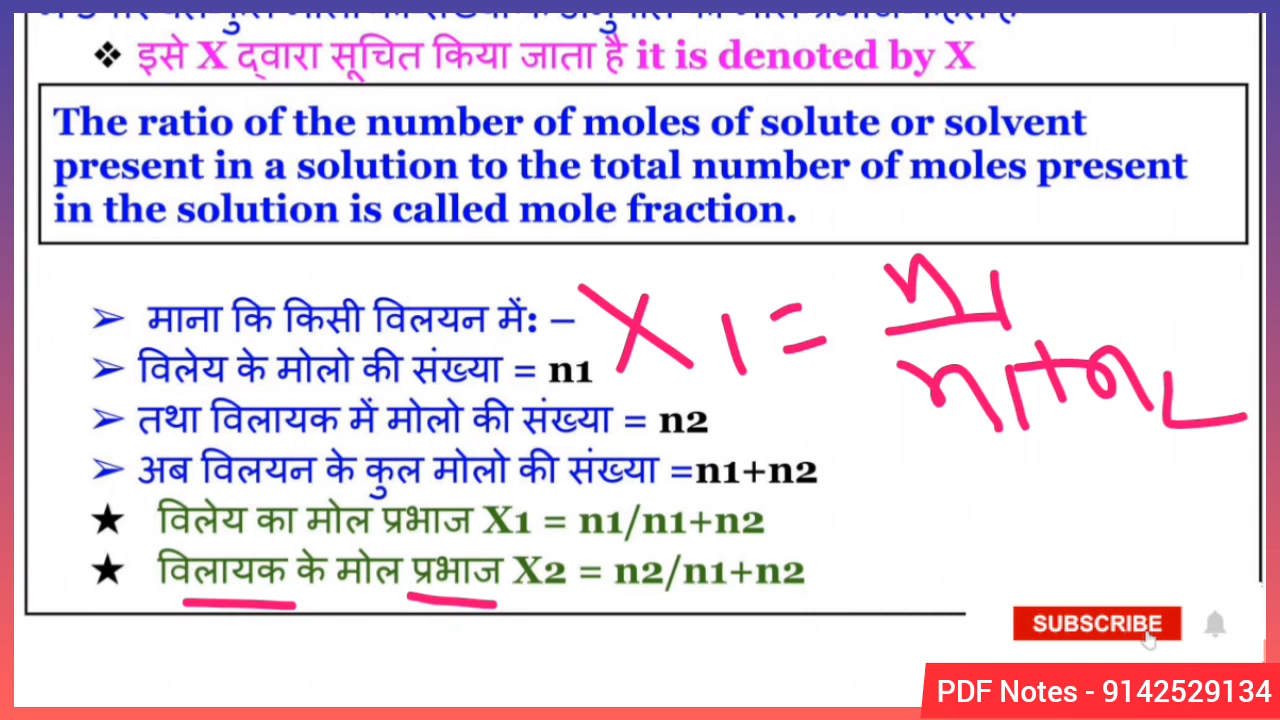 ❖ इसे X द्वारा सूचित किया जाता है it is denoted by X
The ratio of the number of moles of solute or solvent
present in a solution to the total number of moles present
in the solution is called mole fraction.
➢ माना कि किसी विलयन में: –
➢ विलेय के मोलो की संख्या = n1
➢ तथा विलायक में मोलो की संख्या = n2
➢ अब विलयन के कुल मोलो की संख्या =n1+n2
★ विलेय का मोल प्रभाज X1 = n1/n1+n2
★ विलायक के मोल प्रभाज X2 = n2/n1+n2
X1 = n1
n1+n2
SUBSCRIBE
PDF Notes - 9142529134